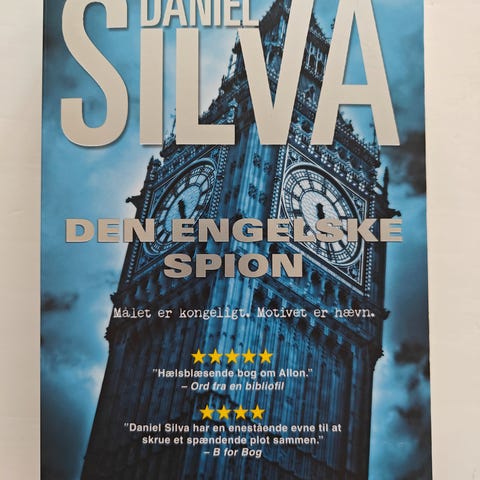 DANIEL
SILVA
DEN ENGELSKE
SPION
Målet er kongeligt. Motivet er hævn.
"Hælsblæsende bog om Allon."
– Ord fra en bibliofil
"Daniel Silva har en enestående evne til at
skrue et spændende plot sammen."
– B for Bog